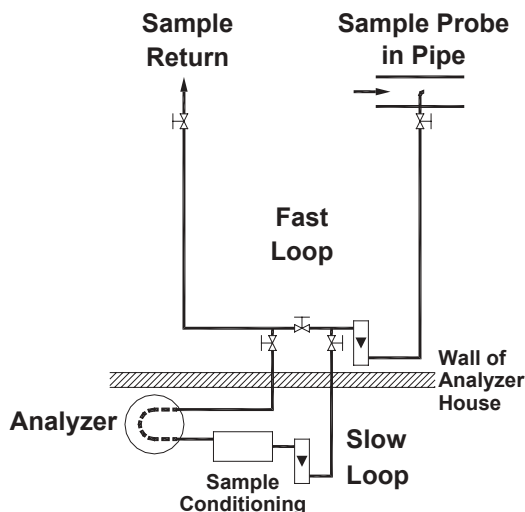 Sample
Return
Sample Probe
in Pipe
Fast
Loop
Wall of
Analyzer
House
Analyzer
Slow
Loop
Sample
Conditioning